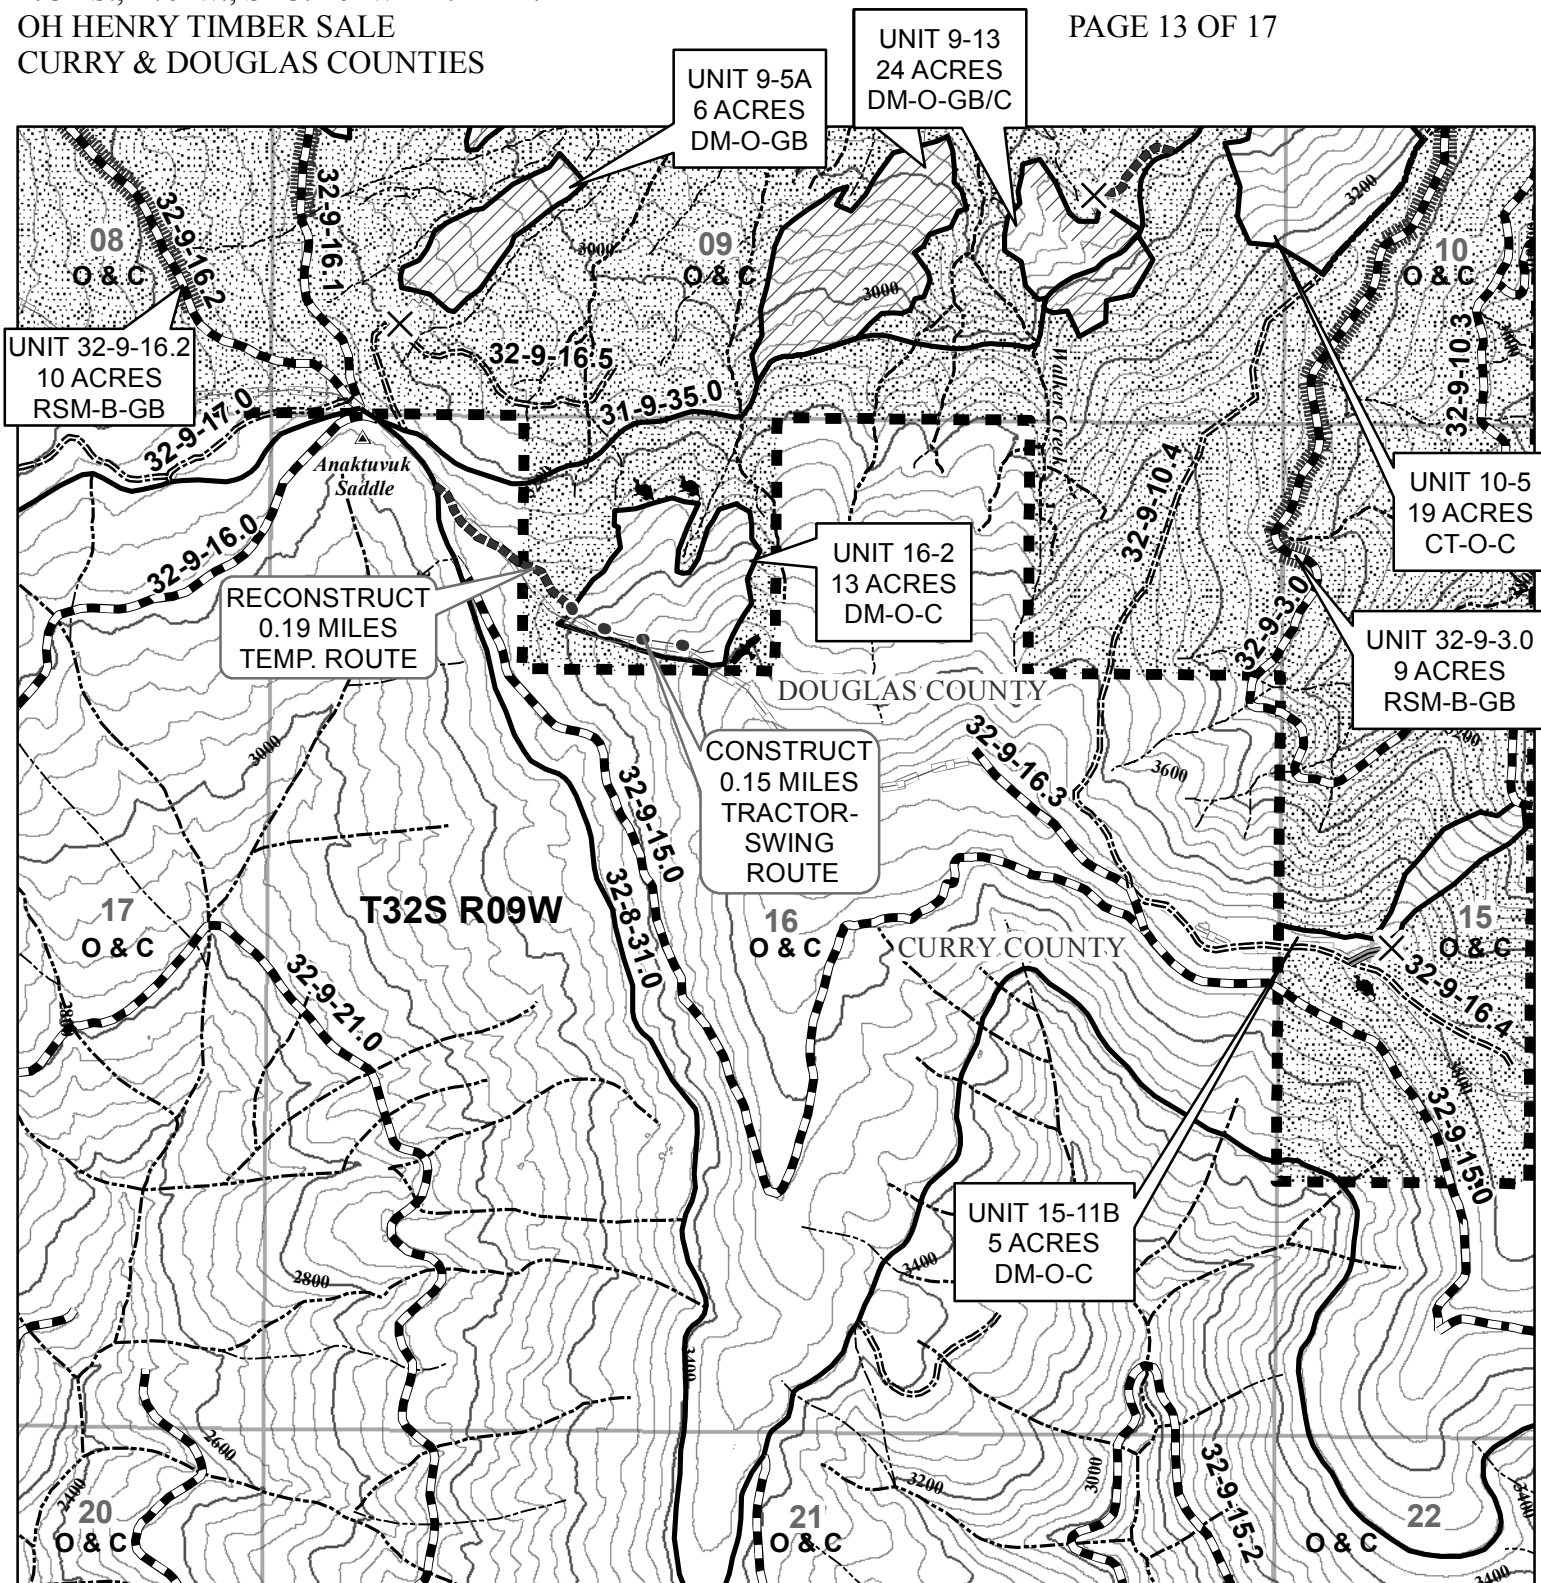 OH HENRY TIMBER SALE
CURRY & DOUGLAS COUNTIES
PAGE 13 OF 17
UNIT 9-5A
6 ACRES
DM-O-GB
UNIT 9-13
24 ACRES
DM-O-GB/C
32-9-16.2
32-9-16.1
08
O & C
3000
09
O & C
3000
3200
10
O & C
UNIT 32-9-16.2
10 ACRES
RSM-B-GB
32-9-16.5
32-9-10.3
3000
Walker Creek
32-9-17.0
31-9-35.0
Anaktuvuk
Saddle
32-9-10.4
UNIT 10-5
19 ACRES
CT-O-C
32-9-16.0
UNIT 16-2
13 ACRES
DM-O-C
RECONSTRUCT
0.19 MILES
TEMP. ROUTE
32-9-3.0
UNIT 32-9-3.0
9 ACRES
RSM-B-GB
DOUGLAS COUNTY
3000
CONSTRUCT
0.15 MILES
TRACTOR-
SWING
ROUTE
32-9-16.3
3600
3200
32-9-15.0
32-8-31.0
17
O & C
T32S R09W
16
O & C
CURRY COUNTY
15
O & C
32-9-21.0
2800
32-9-16.4
3800
32-9-15.0
UNIT 15-11B
5 ACRES
DM-O-C
2800
3400
3400
2600
2400
3200
3000
32-9-15.2
20
O & C
21
O & C
22
O & C
3400
3400